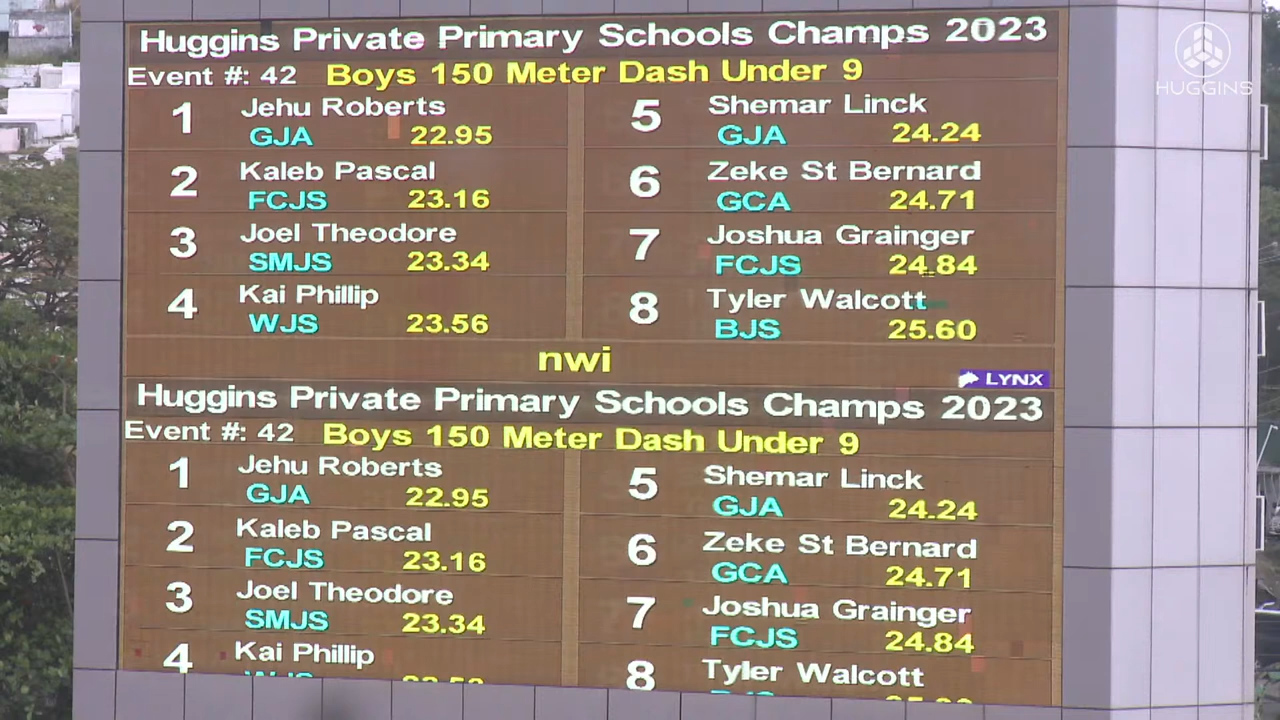 HUGGINS
Huggins Private Primary Schools Champs 2023
Event #: 42 Boys 150 Meter Dash Under 9
1 Jehu Roberts
GJA 22.95
2 Kaleb Pascal
FCJS 23.16
3 Joel Theodore
SMJS 23.34
4 Kai Phillip
WJS 23.56
5 Shemar Linck
GJA 24.24
6 Zeke St Bernard
GCA 24.71
7 Joshua Grainger
FCJS 24.84
8 Tyler Walcott
BJS 25.60
nwi
LYNX
Huggins Private Primary Schools Champs 2023
Event #: 42 Boys 150 Meter Dash Under 9
1 Jehu Roberts
GJA 22.95
2 Kaleb Pascal
FCJS 23.16
3 Joel Theodore
SMJS 23.34
4 Kai Phillip
5 Shemar Linck
GJA 24.24
6 Zeke St Bernard
GCA 24.71
7 Joshua Grainger
FCJS 24.84
8 Tyler Walcott